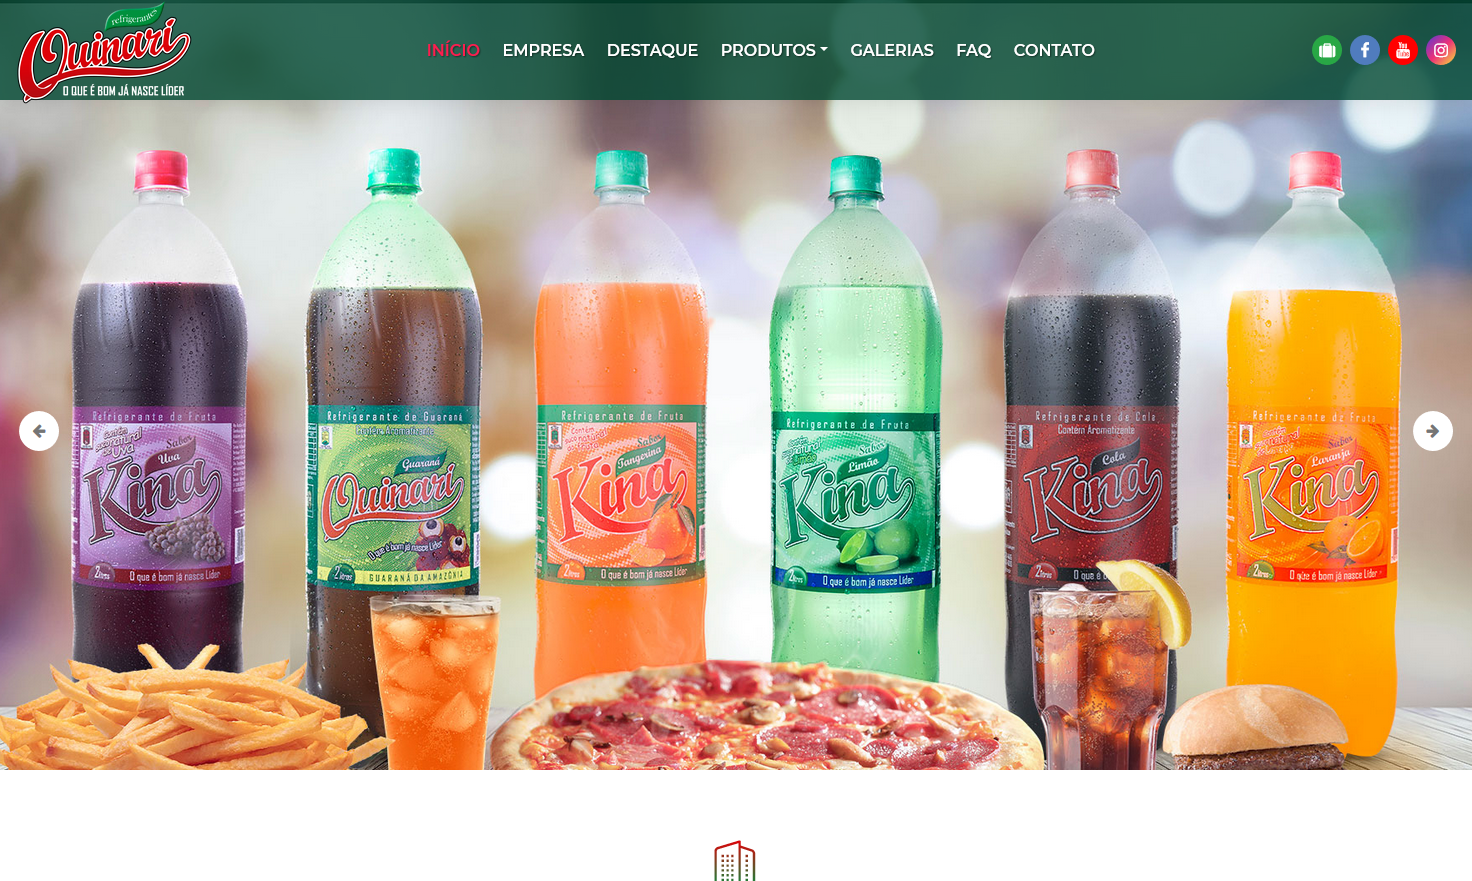 refrigerantes
Quinari
O QUE É BOM JÁ NASCE LÍDER
INÍCIO
EMPRESA
DESTAQUE
PRODUTOS
GALERIAS
FAQ
CONTATO
You
Tube
Refrigerante de Fruta
Contém
suco natural
de Uva
Sabor
Uva
Kina
2 litros
O que é bom já nasce Líder
Refrigerante de Guaraná
Contém Aromatizante
Guaraná
Quinari
O que é bom já nasce Líder
2 litros
GUARANÁ DA AMAZÔNIA
Refrigerante de Fruta
Contém
suco natural
Sabor
Tangerina
Kina
2 litros
O que é bom já nasce Líder
Refrigerante de Fruta
Contém
suco natural
de limão
Sabor
Limão
Kina
2 litros
O que é bom já nasce Líder
Refrigerante de Cola
Contém Aromatizante
Cola
Kina
2 litros
O que é bom
Refrigerante de Fruta
Contém
suco natural
Sabor
Laranja
Kina
2 litros
O que é bom já nasce Líder